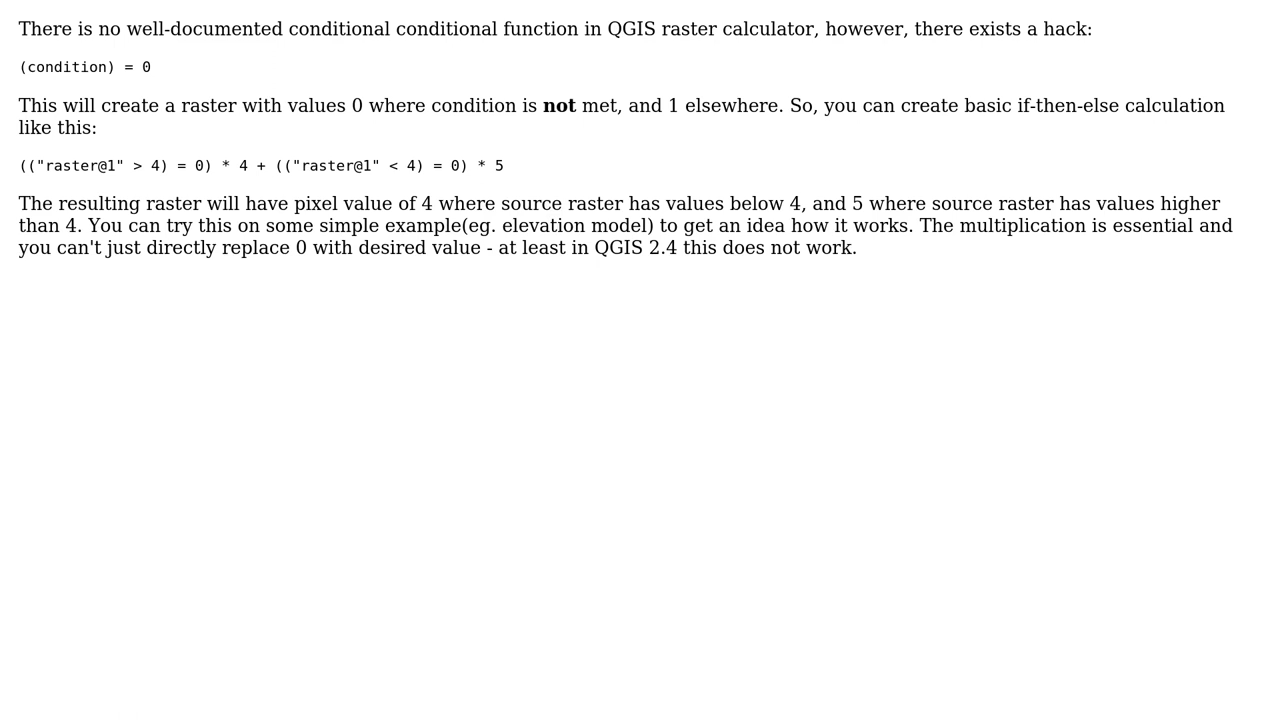 There is no well-documented conditional conditional function in QGIS raster calculator, however, there exists a hack:
(condition) = 0
This will create a raster with values 0 where condition is not met, and 1 elsewhere. So, you can create basic if-then-else calculation
like this:
(("raster@1" > 4) = 0) * 4 + (("raster@1" < 4) = 0) * 5
The resulting raster will have pixel value of 4 where source raster has values below 4, and 5 where source raster has values higher
than 4. You can try this on some simple example(eg. elevation model) to get an idea how it works. The multiplication is essential and
you can't just directly replace 0 with desired value - at least in QGIS 2.4 this does not work.